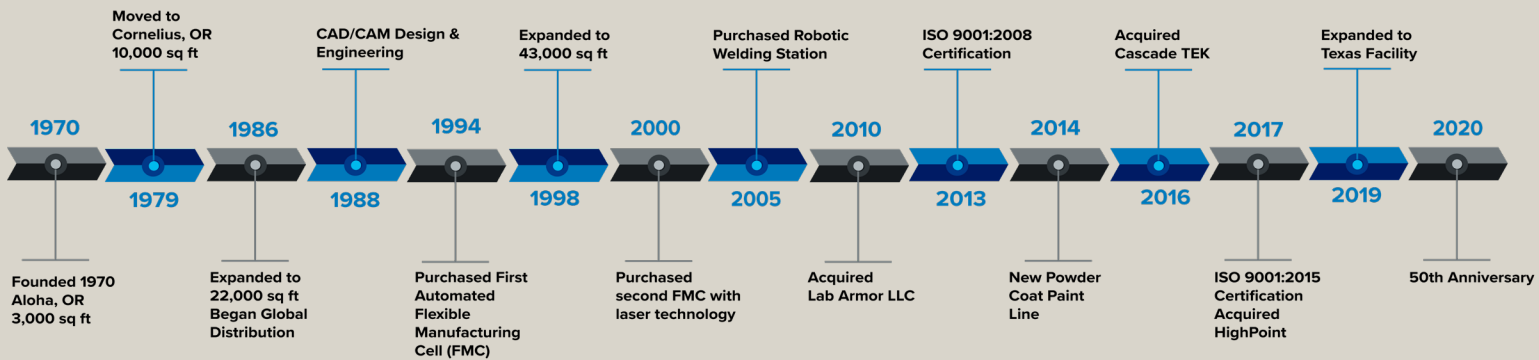 1970
Founded 1970
Aloha, OR
3,000 sq ft
Moved to
Cornelius, OR
10,000 sq ft
1979
1986
Expanded to
22,000 sq ft
Began Global
Distribution
CAD/CAM Design &
Engineering
1988
1994
Purchased First
Automated
Flexible
Manufacturing
Cell (FMC)
Expanded to
43,000 sq ft
1998
2000
Purchased
second FMC with
laser technology
Purchased Robotic
Welding Station
2005
2010
Acquired
Lab Armor LLC
ISO 9001:2008
Certification
2013
2014
New Powder
Coat Paint
Line
Acquired
Cascade TEK
2016
2017
ISO 9001:2015
Certification
Acquired
HighPoint
Expanded to
Texas Facility
2019
2020
50th Anniversary